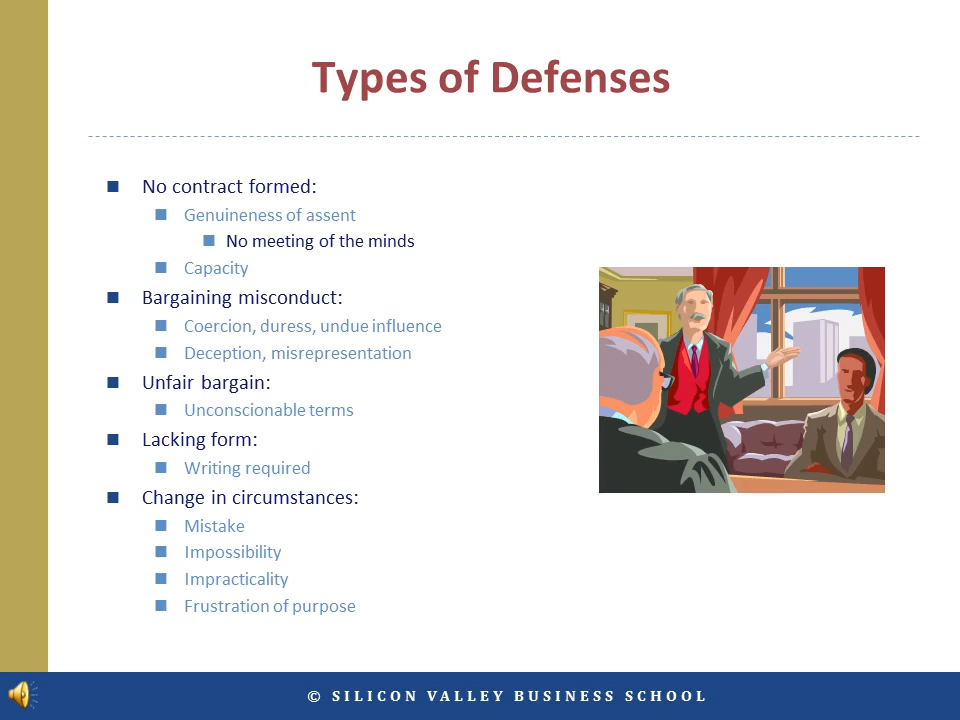 Types of Defenses
No contract formed:
Genuineness of assent
No meeting of the minds
Capacity
Bargaining misconduct:
Coercion, duress, undue influence
Deception, misrepresentation
Unfair bargain:
Unconscionable terms
Lacking form:
Writing required
Change in circumstances:
Mistake
Impossibility
Impracticality
Frustration of purpose
© SILICON VALLEY BUSINESS SCHOOL